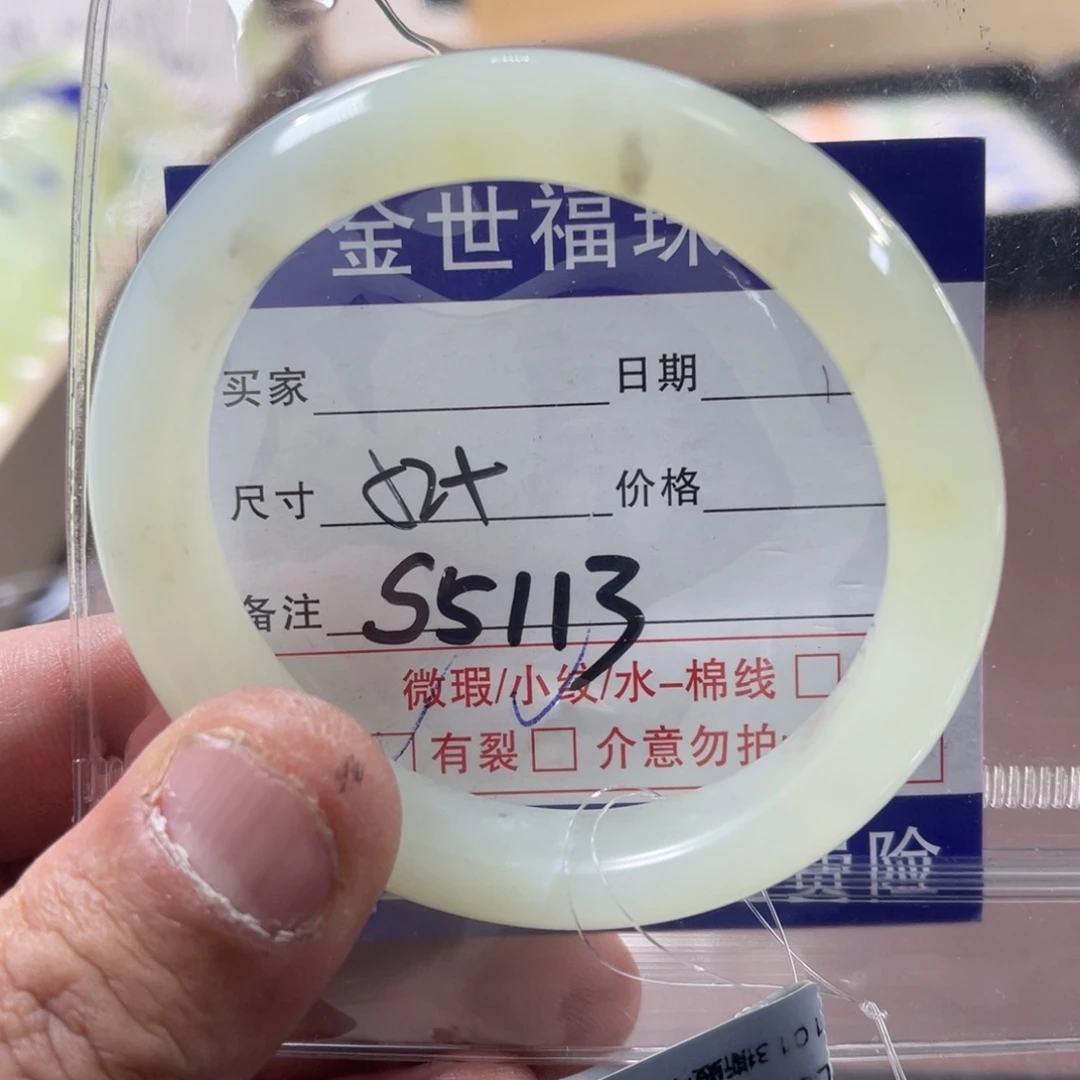 金世福珠
买家 日期
尺寸 价格
备注 S5113
微瑕/小纹/水-棉线
有裂 介意勿拍
险